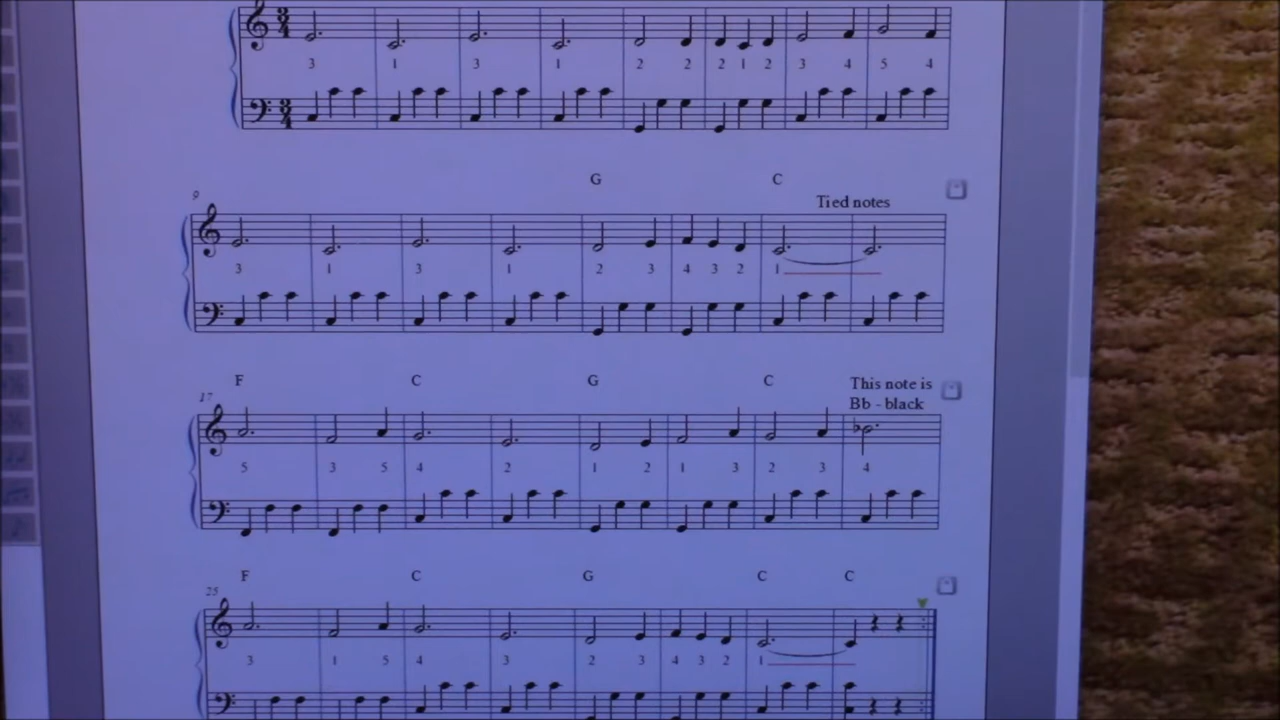 3 4
3 1 3 1 2 2 2 1 2 3 4 5 4
3 4
G C
9 Tied notes
3 1 3 1 2 3 4 3 2 1
F C G C This note is
17 Bb - black
5 3 5 4 2 1 2 1 3 2 3 4
F C G C C
25
3 1 5 4 3 2 3 4 3 2 1